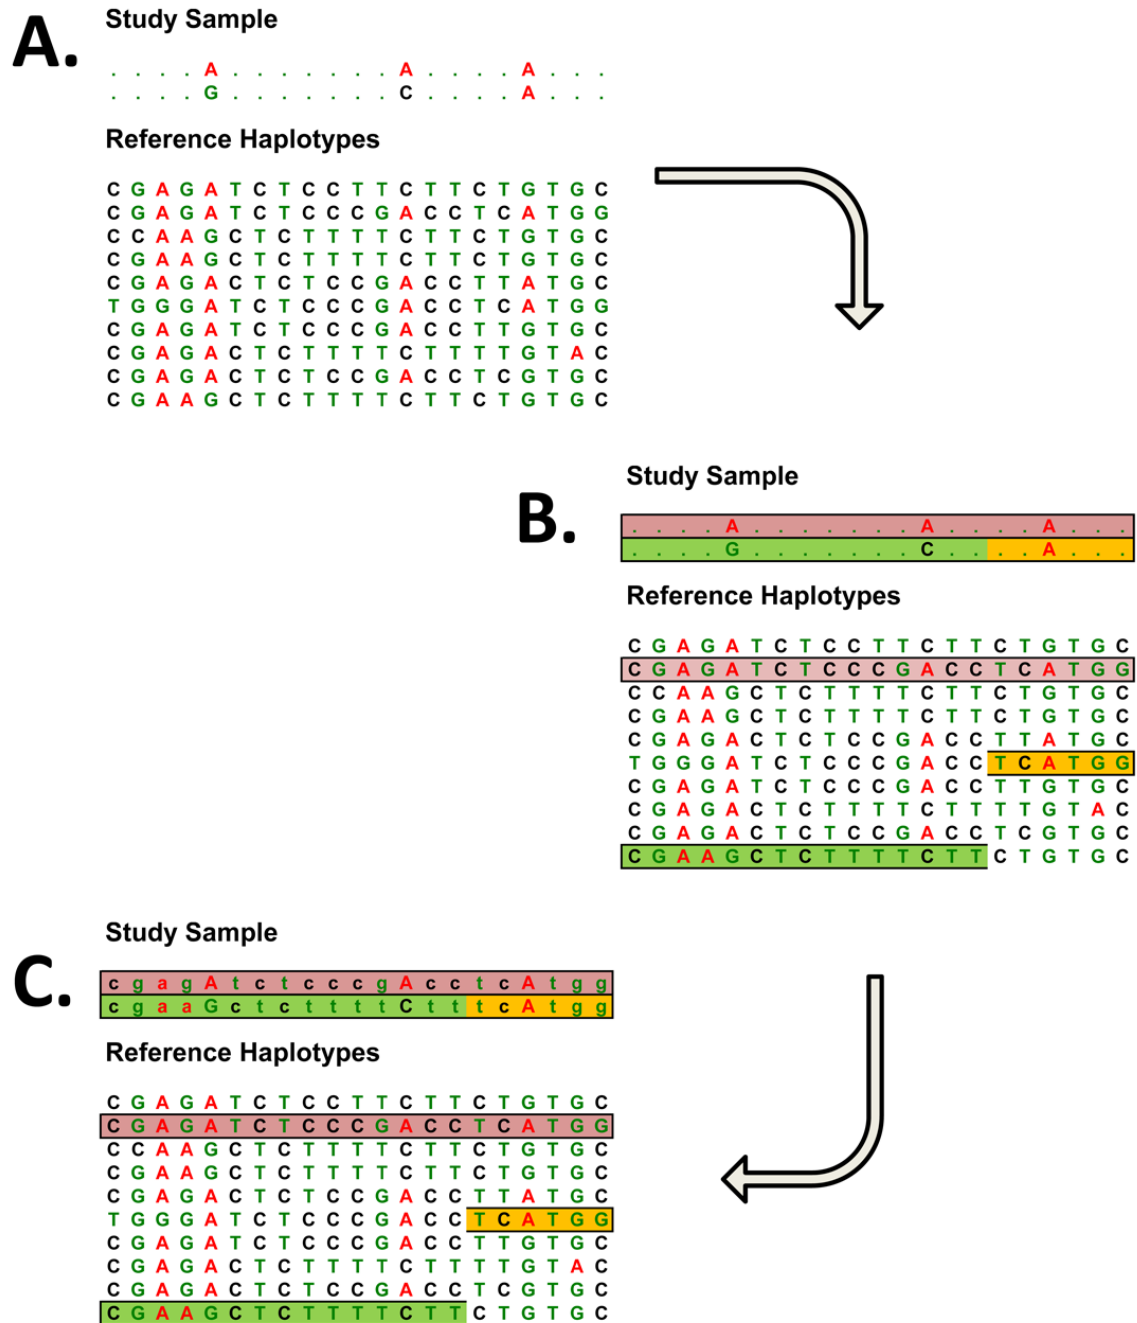 A.
Study Sample
. . . . A . . . . . . . A . . . . A . . .
. . . . G . . . . . . . C . . . . A . . .
Reference Haplotypes
C G A G A T C T C C T T C T T C T G T G C
C G A G A T C T C C C G A C C T C A T G G
C C A A G C T C T T T T C T T C T G T G C
C G A A G C T C T T T T C T T C T G T G C
C G A G A C T C T C C G A C C T T A T G C
T G G G A T C T C C C G A C C T C A T G G
C G A G A T C T C C C G A C C T T G T G C
C G A G A C T C T T T T C T T T T G T A C
C G A G A C T C T C C G A C C T C G T G C
C G A A G C T C T T T T C T T C T G T G C
B.
Study Sample
. . . . A . . . . . . . A . . . . A . . .
. . . . G . . . . . . . C . . . . A . . .
Reference Haplotypes
C G A G A T C T C C T T C T T C T G T G C
C G A G A T C T C C C G A C C T C A T G G
C C A A G C T C T T T T C T T C T G T G C
C G A A G C T C T T T T C T T C T G T G C
C G A G A C T C T C C G A C C T T A T G C
T G G G A T C T C C C G A C C T C A T G G
C G A G A T C T C C C G A C C T T G T G C
C G A G A C T C T T T T C T T T T G T A C
C G A G A C T C T C C G A C C T C G T G C
C G A A G C T C T T T T C T T C T G T G C
C.
Study Sample
c g a g A t c t c c c g A c c t c A t g g
c g a a G c t c t t t t C t t t c A t g g
Reference Haplotypes
C G A G A T C T C C T T C T T C T G T G C
C G A G A T C T C C C G A C C T C A T G G
C C A A G C T C T T T T C T T C T G T G C
C G A A G C T C T T T T C T T C T G T G C
C G A G A C T C T C C G A C C T T A T G C
T G G G A T C T C C C G A C C T C A T G G
C G A G A T C T C C C G A C C T T G T G C
C G A G A C T C T T T T C T T T T G T A C
C G A G A C T C T C C G A C C T C G T G C
C G A A G C T C T T T T C T T C T G T G C